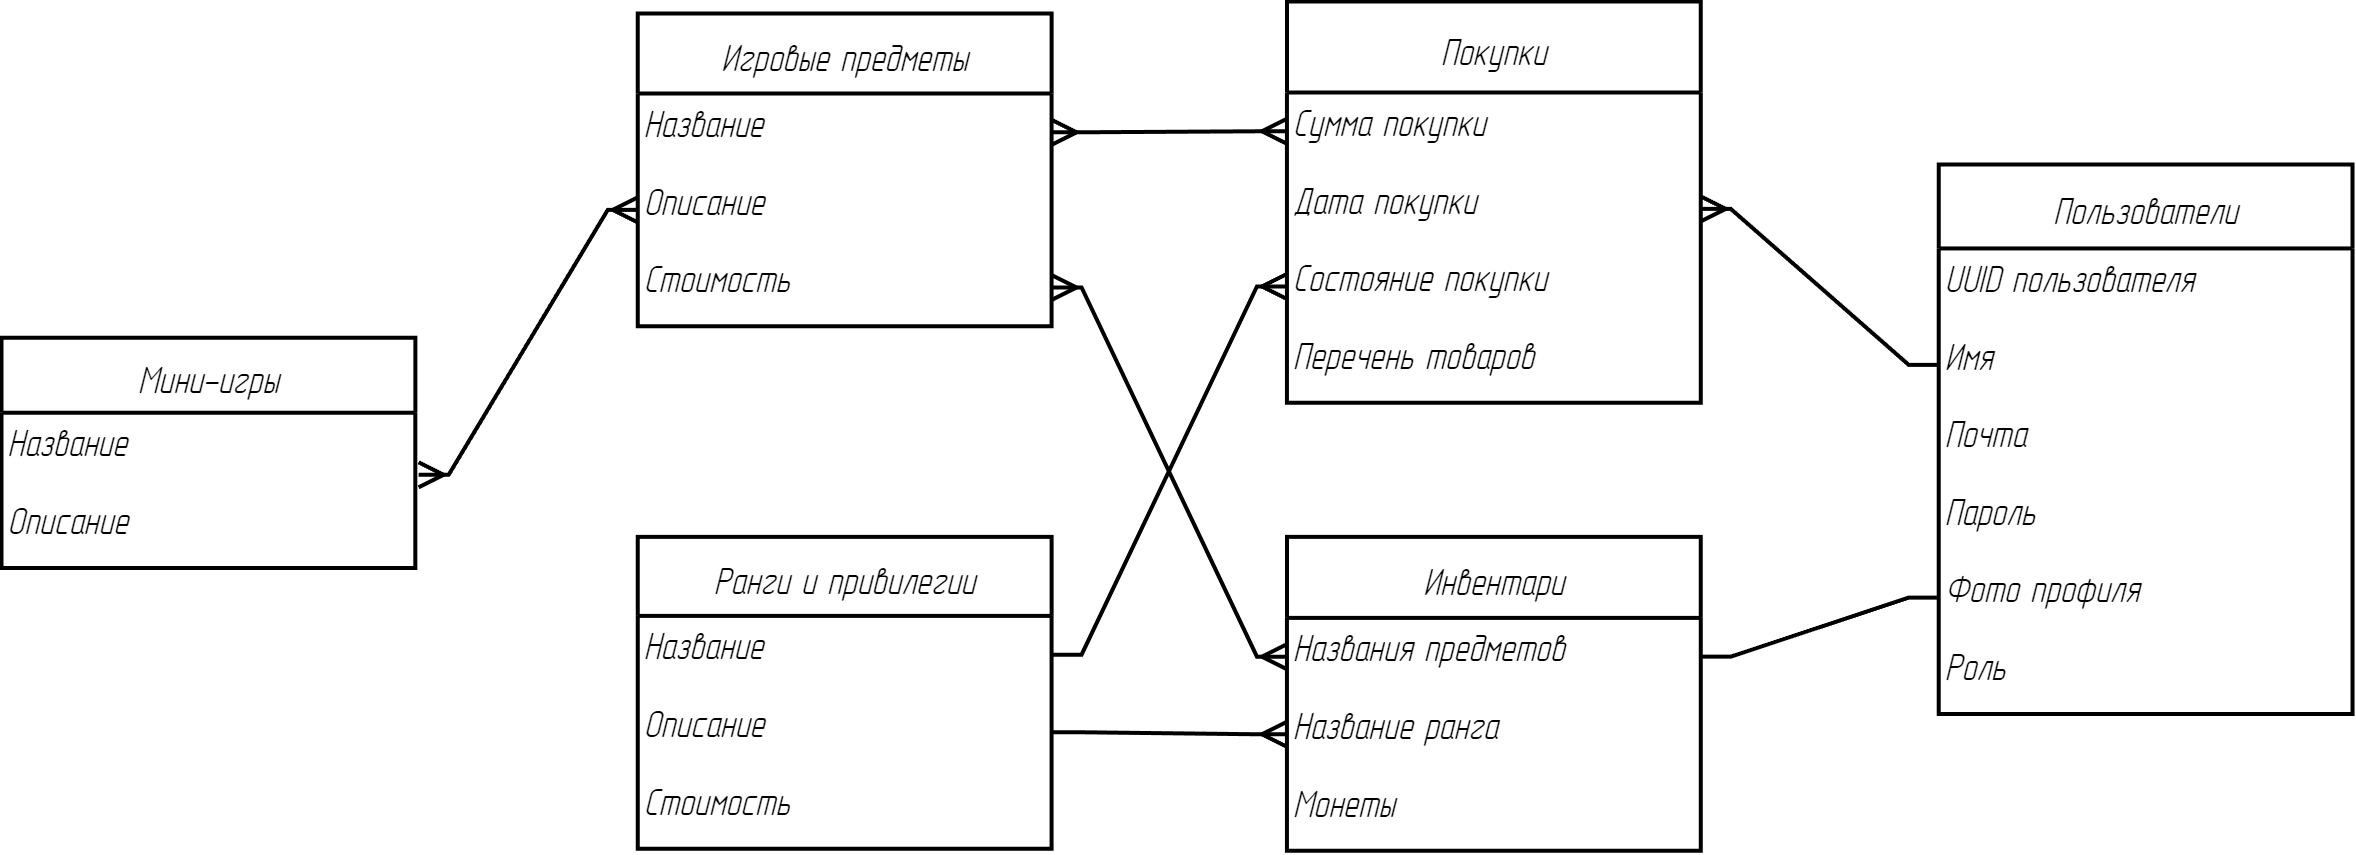 Мини-игры
Название
Описание
Игровые предметы
Название
Описание
Стоимость
Ранги и привилегии
Название
Описание
Стоимость
Покупки
Сумма покупки
Дата покупки
Состояние покупки
Перечень товаров
Инвентари
Названия предметов
Название ранга
Монеты
Пользователи
UUID пользователя
Имя
Почта
Пароль
Фото профиля
Роль